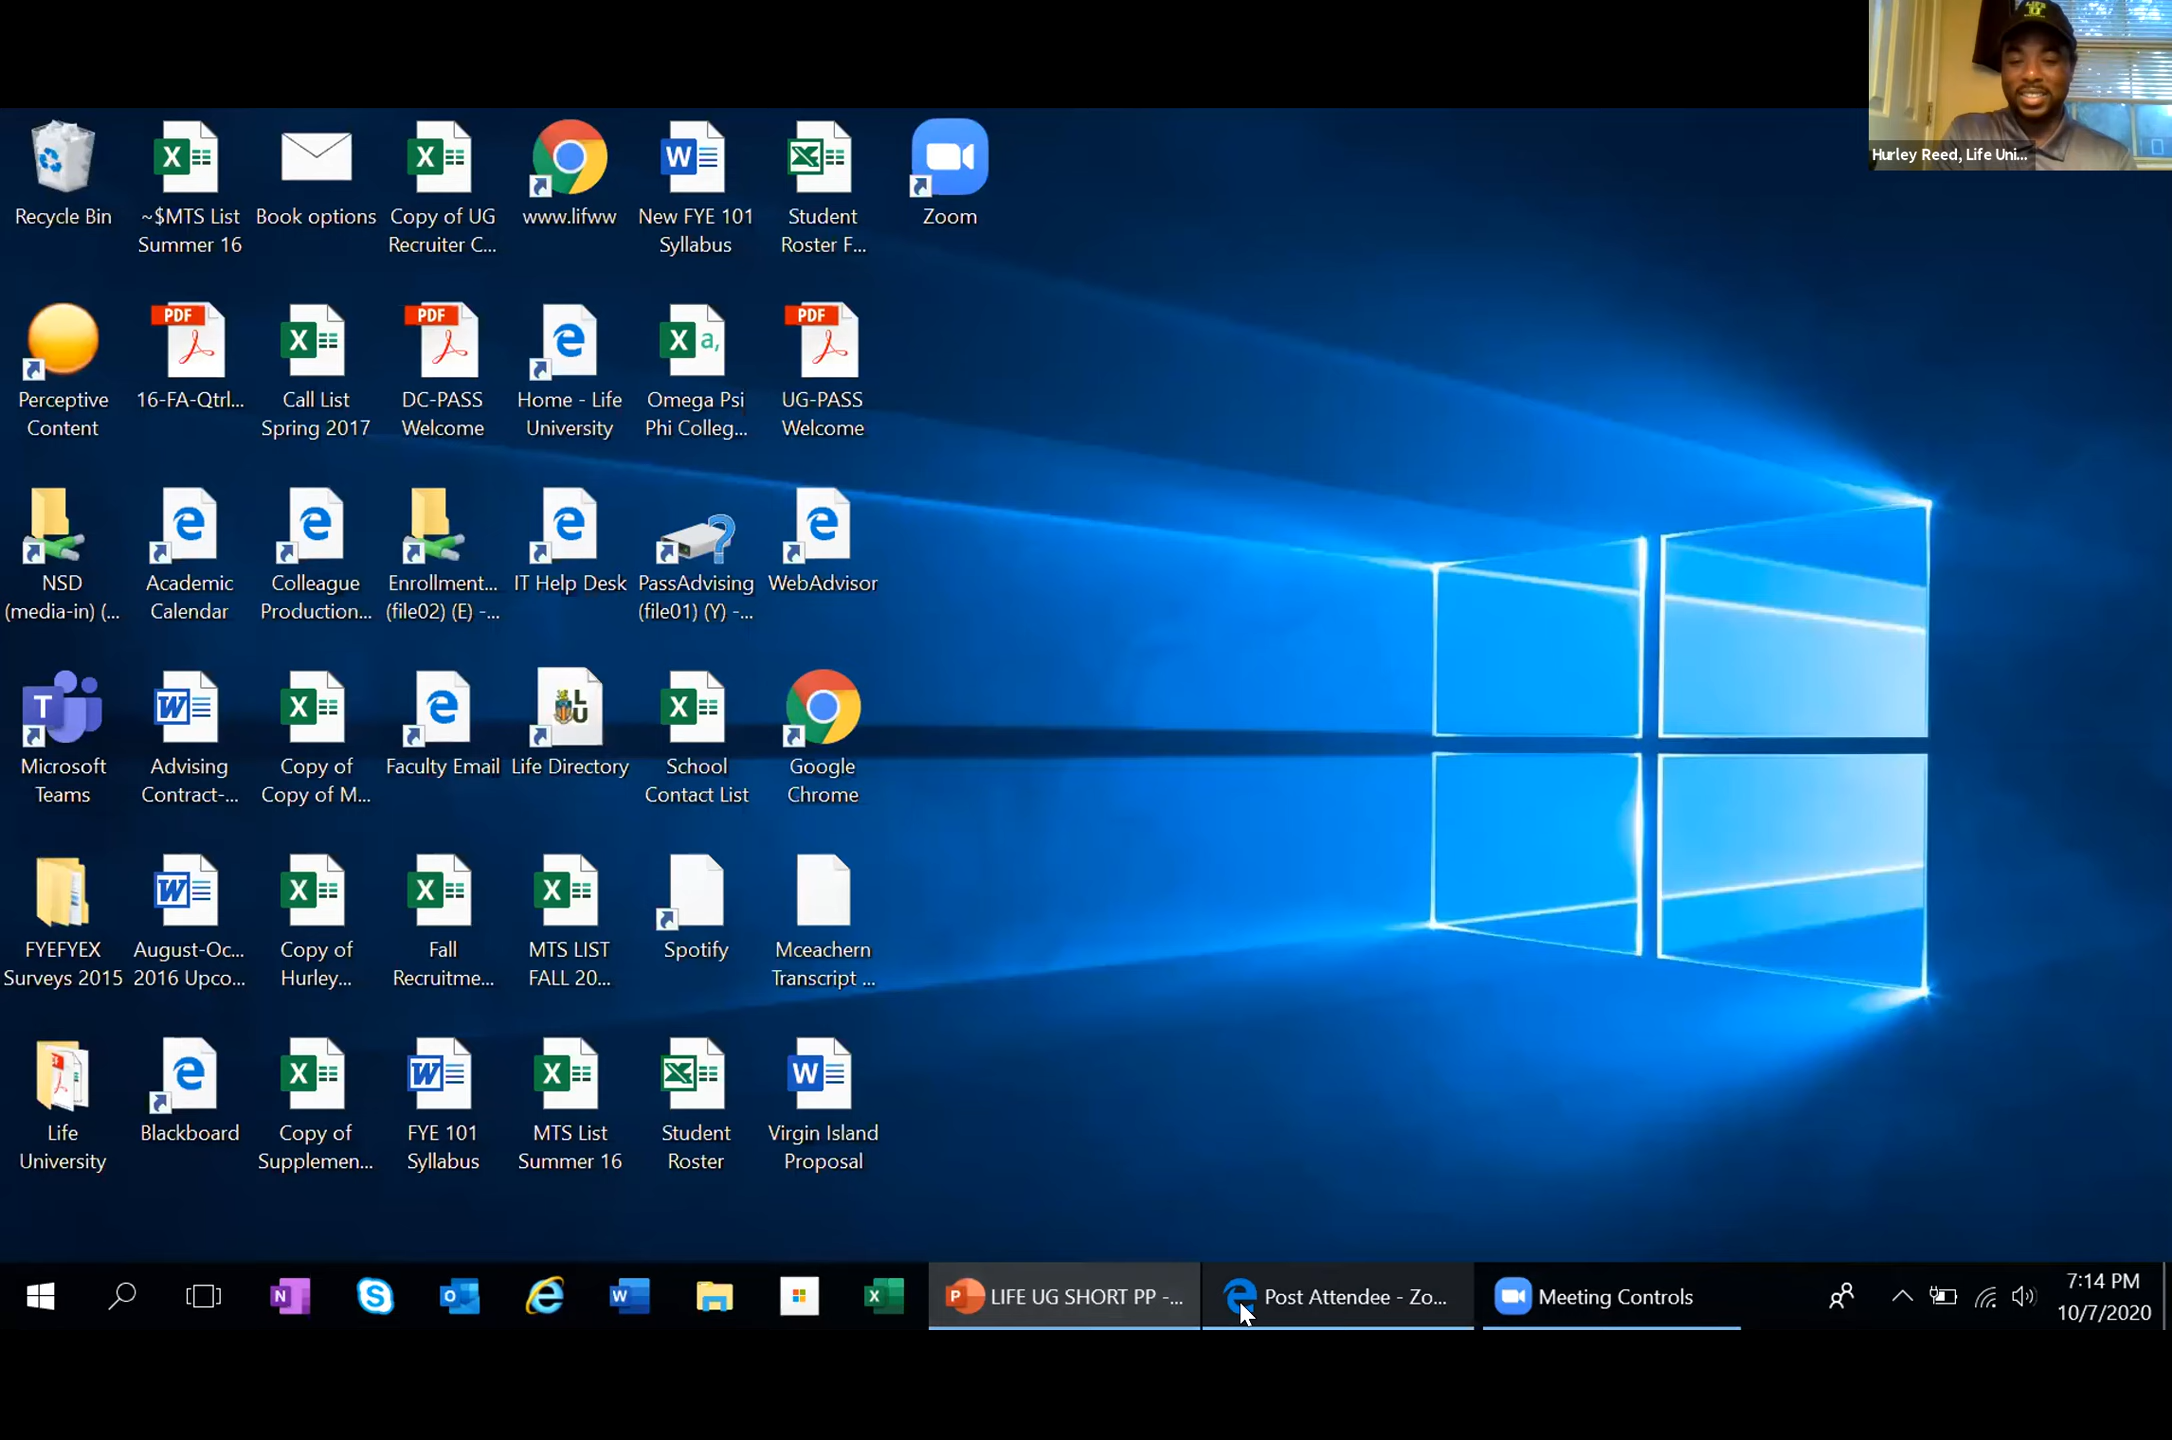 Hurley Reed, Life Uni...
Recycle Bin
~$MTS List
Summer 16
Book options
Copy of UG
Recruiter C...
www.lifww
New FYE 101
Syllabus
Student
Roster F...
Zoom
Perceptive
Content
PDF
16-FA-Qtrl...
Call List
Spring 2017
PDF
DC-PASS
Welcome
Home - Life
University
Omega Psi
Phi Colleg...
PDF
UG-PASS
Welcome
NSD
(media-in) (...
Academic
Calendar
Colleague
Production...
Enrollment...
(file02) (E) -...
IT Help Desk
PassAdvising
(file01) (Y) -...
WebAdvisor
Microsoft
Teams
Advising
Contract-...
Copy of
Copy of M...
Faculty Email
Life Directory
School
Contact List
Google
Chrome
FYEFYEX
Surveys 2015
August-Oc...
2016 Upco...
Copy of
Hurley...
Fall
Recruitme...
MTS LIST
FALL 20...
Spotify
Mceachern
Transcript ...
Life
University
Blackboard
Copy of
Supplemen...
FYE 101
Syllabus
MTS List
Summer 16
Student
Roster
Virgin Island
Proposal
LIFE UG SHORT PP -...
Post Attendee - Zo...
Meeting Controls
7:14 PM
10/7/2020